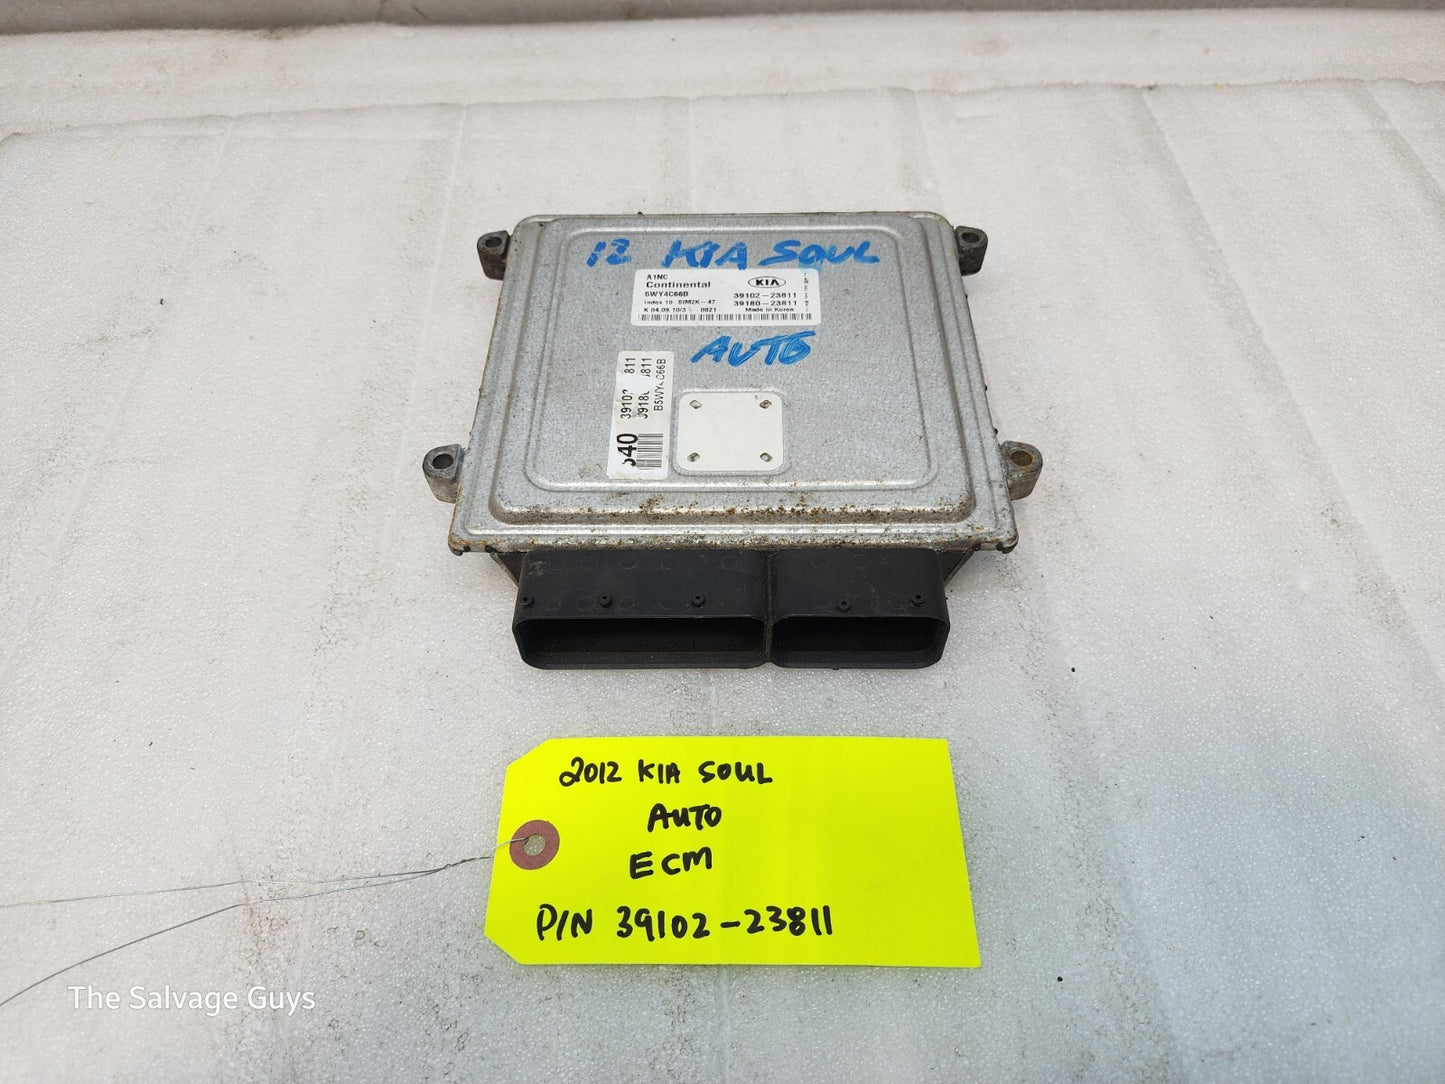 12 KIA SOUL
A1NC
Continental
KIA
39102-23811
39180-23811
Made in Korea
0821
AUTO
2012 KIA SOUL
AUTO
ECM
P/N 39102-23811
The Salvage Guys